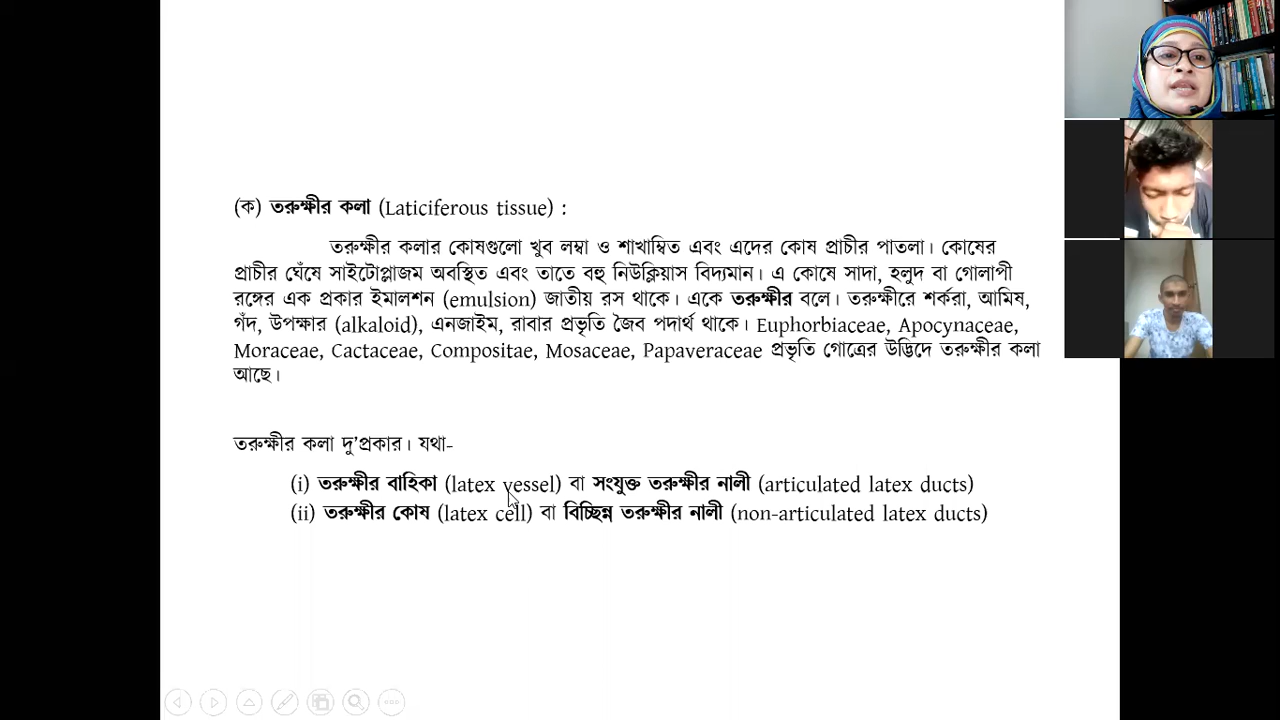 (ক) তরুক্ষীর কলা (Laticiferous tissue) :
তরুক্ষীর কলার কোষগুলো খুব লম্বা ও শাখান্বিত এবং এদের কোষ প্রাচীর পাতলা। কোষের
প্রাচীর ঘেঁষে সাইটোপ্লাজম অবস্থিত এবং তাতে বহু নিউক্লিয়াস বিদ্যমান। এ কোষে সাদা, হলুদ বা গোলাপী
রঙ্গের এক প্রকার ইমালশন (emulsion) জাতীয় রস থাকে। একে তরুক্ষীর বলে। তরুক্ষীরে শর্করা, আমিষ,
গঁদ, উপক্ষার (alkaloid), এনজাইম, রাবার প্রভৃতি জৈব পদার্থ থাকে। Euphorbiaceae, Apocynaceae,
Moraceae, Cactaceae, Compositae, Mosaceae, Papaveraceae প্রভৃতি গোত্রের উদ্ভিদে তরুক্ষীর কলা
আছে।
তরুক্ষীর কলা দু'প্রকার। যথা-
(i) তরুক্ষীর বাহিকা (latex vessel) বা সংযুক্ত তরুক্ষীর নালী (articulated latex ducts)
(ii) তরুক্ষীর কোষ (latex cell) বা বিচ্ছিন্ন তরুক্ষীর নালী (non-articulated latex ducts)